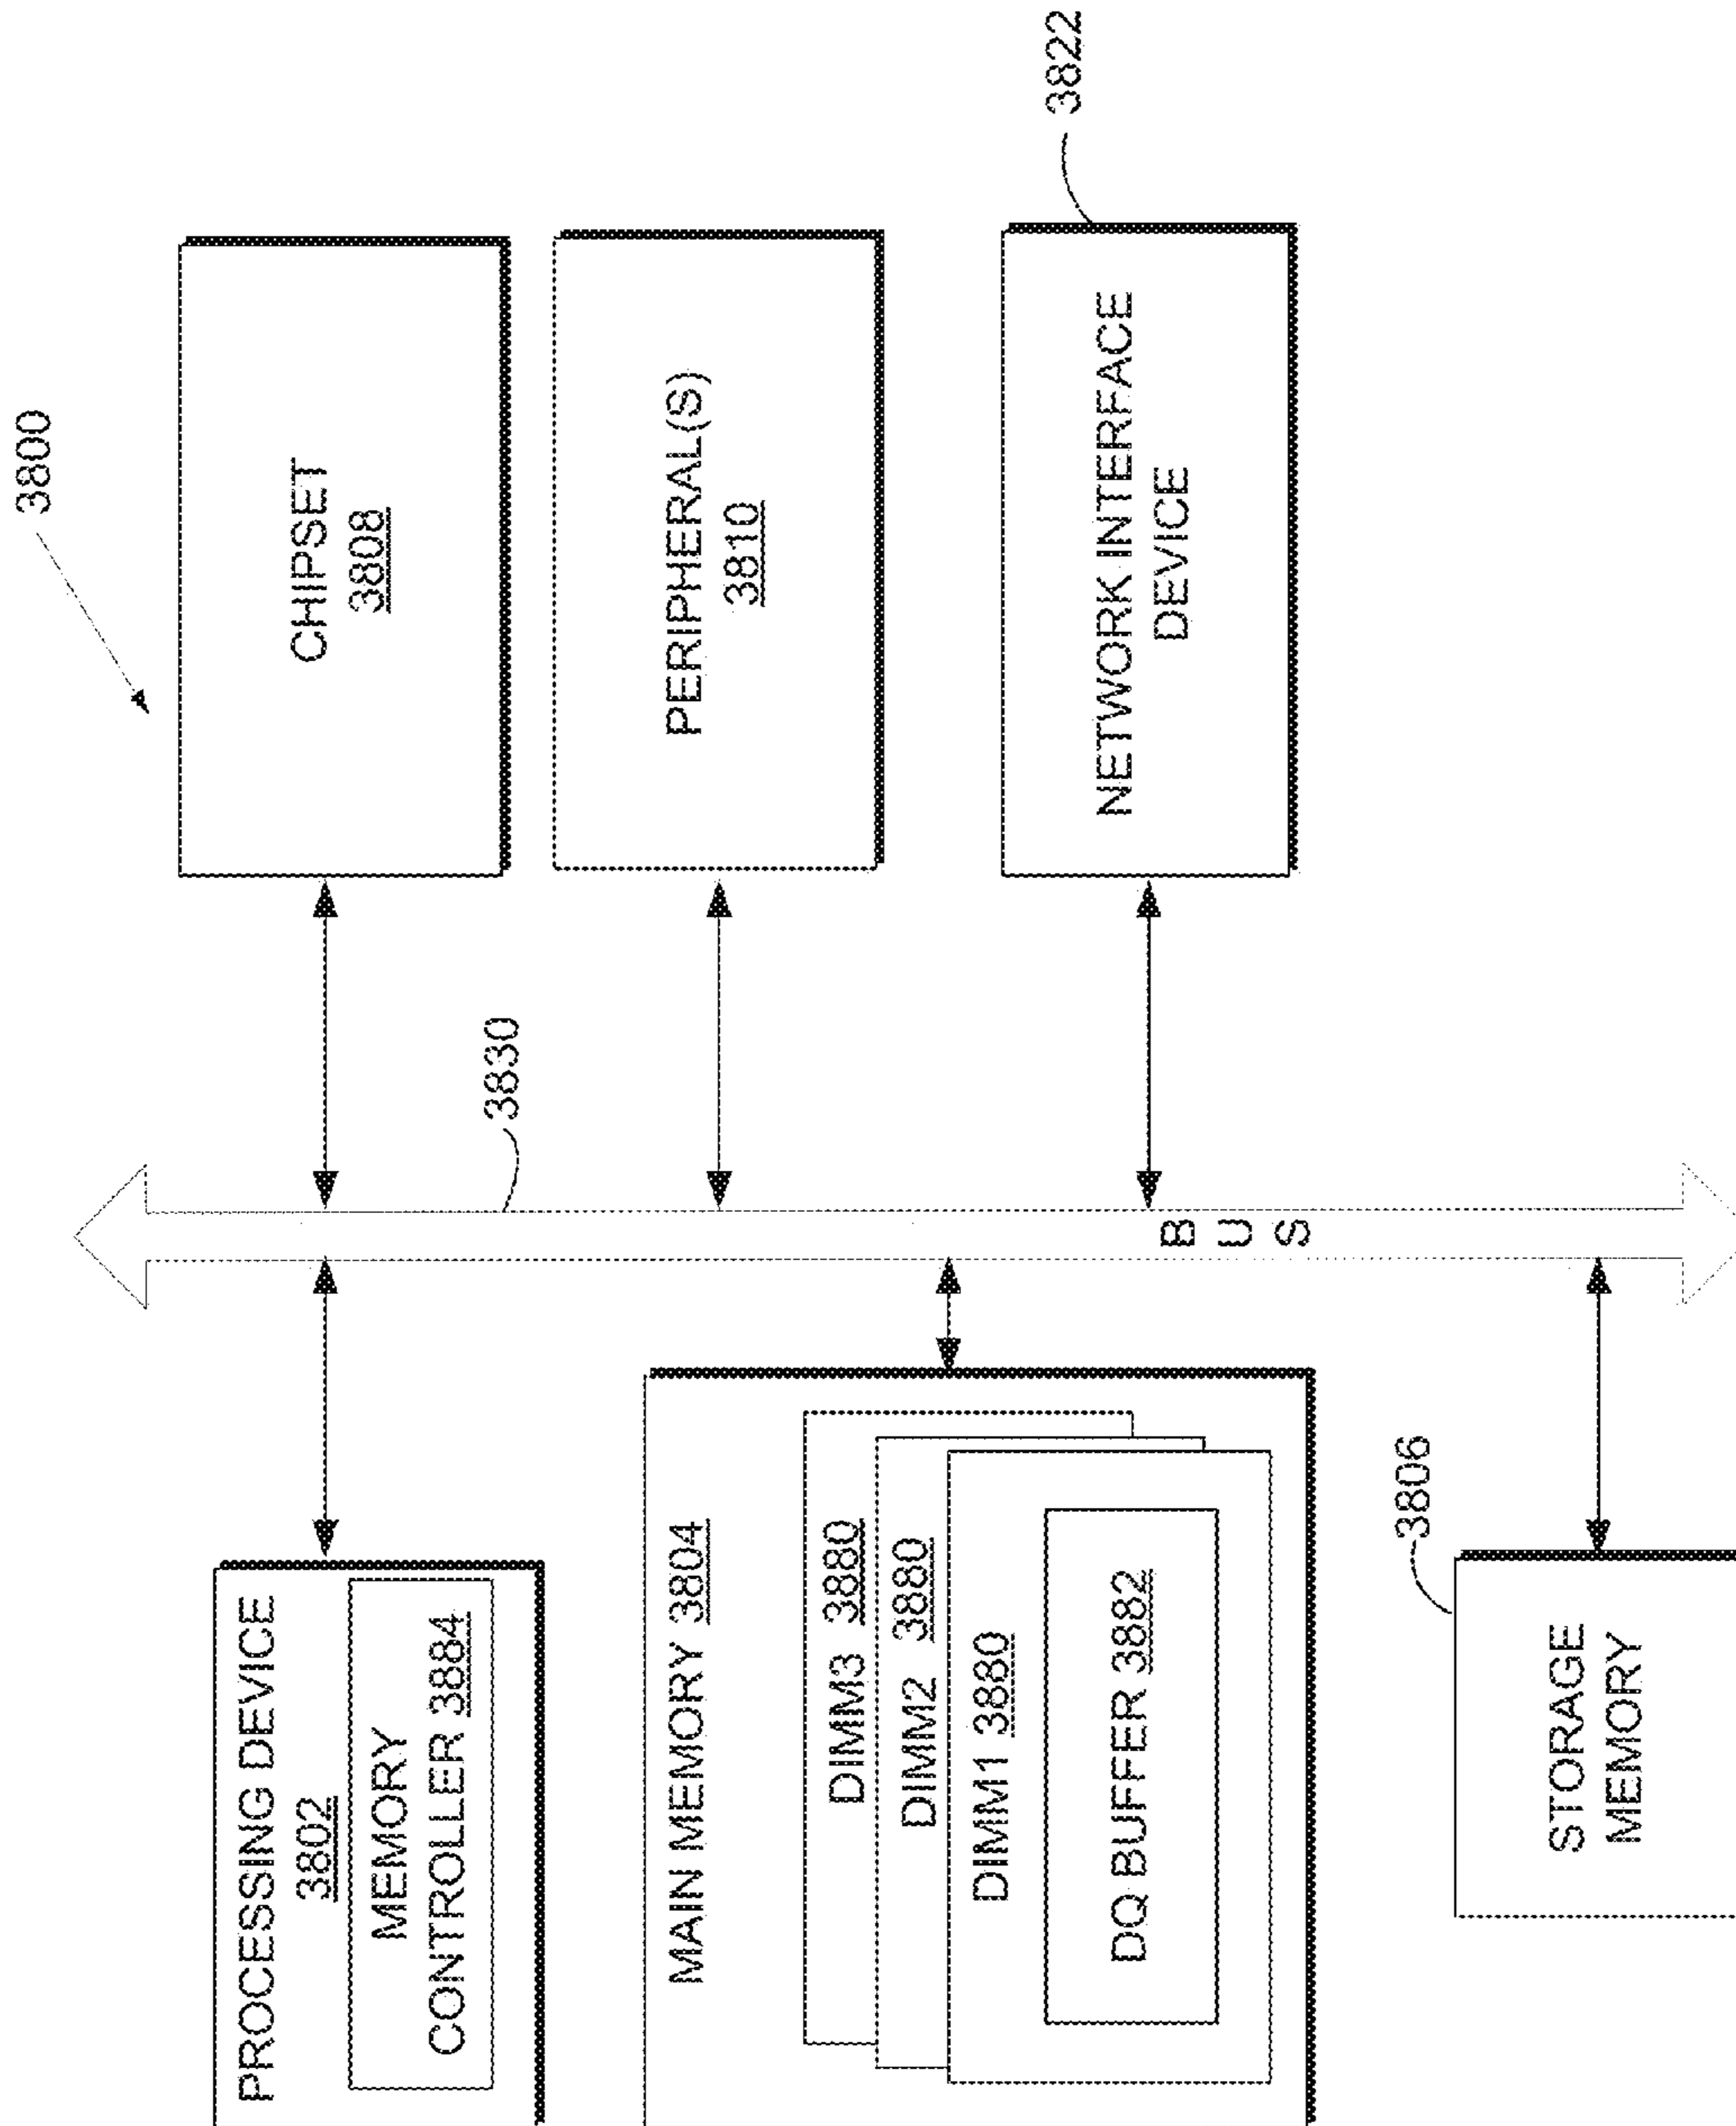 3800
PROCESSING DEVICE
3802
MEMORY
CONTROLLER 3884
CHIPSET
3808
3830
MAIN MEMORY 3804
DIMM3 3880
DIMM2 3880
DIMM1 3880
DQ BUFFER 3882
PERIPHERAL(S)
3810
BUS
NETWORK INTERFACE
DEVICE
3822
3806
STORAGE
MEMORY